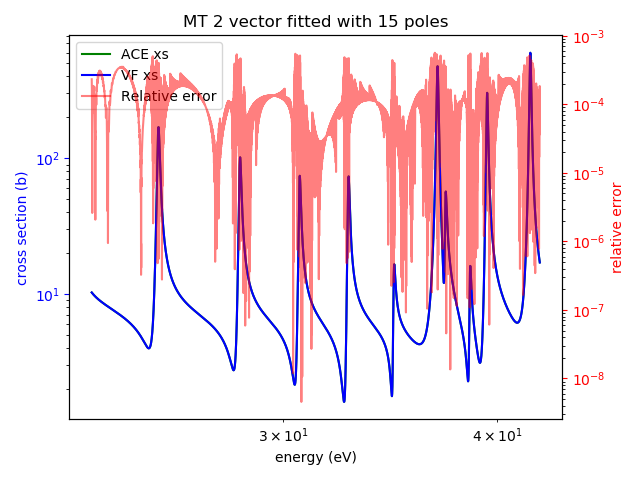 MT 2 vector fitted with 15 poles
ACE xs
VF xs
Relative error
10² 
10¹
10⁻³
10⁻⁴
10⁻⁵
10⁻⁶
10⁻⁷
10⁻⁸
3 × 10¹
4 × 10¹
cross section (b)
relative error
energy (eV)